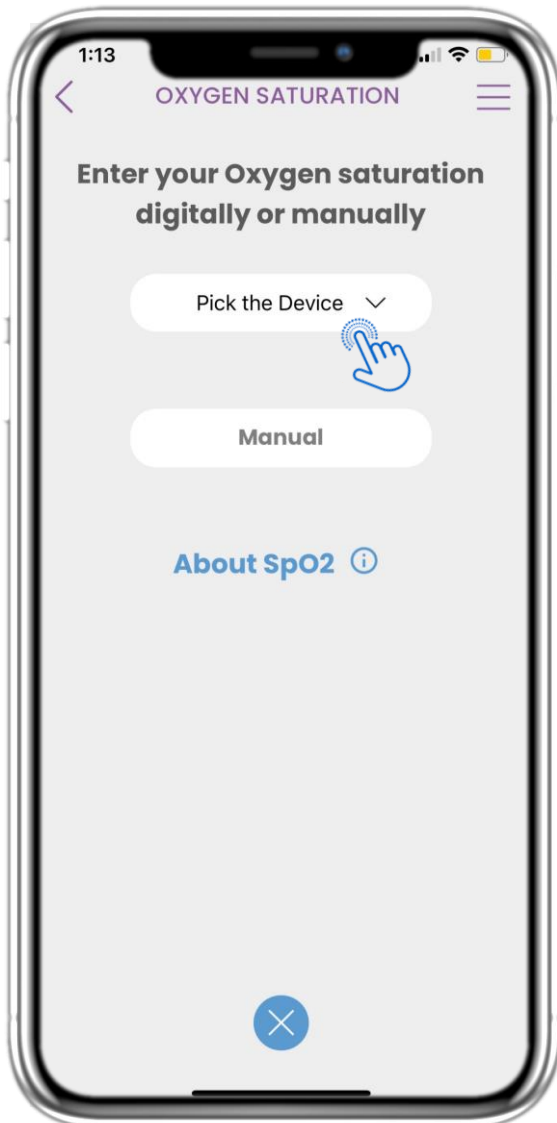 1:13
OXYGEN SATURATION
Enter your Oxygen saturation
digitally or manually
Pick the Device
Manual
About SpO2